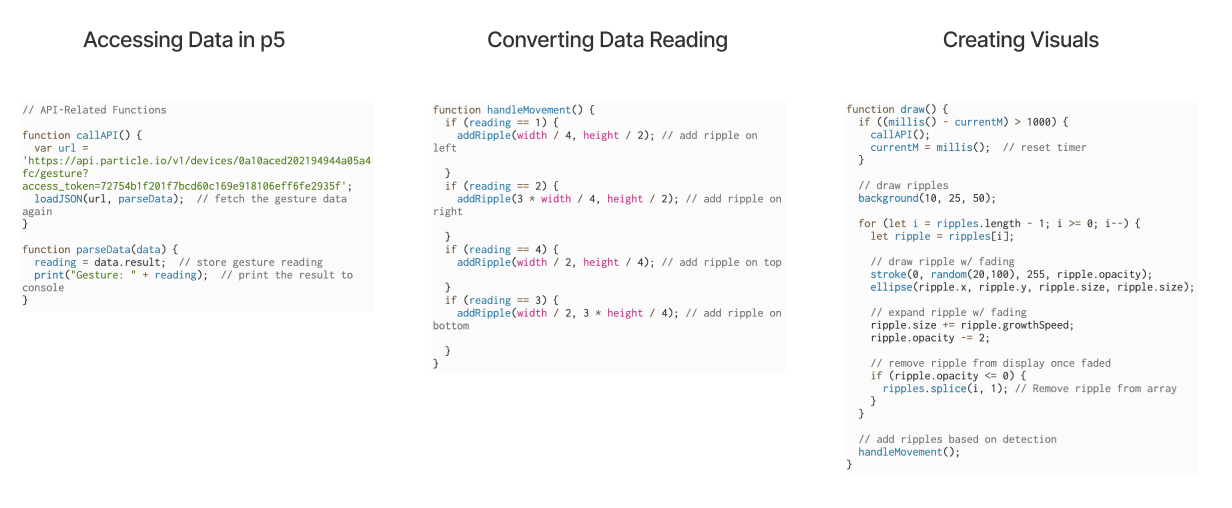 Accessing Data in p5
// API-Related Functions
function callAPI() {
var url =
'https://api.particle.io/v1/devices/0a10aced202194944a05a4
fc/gesture?
access_token=72754b1f201f7bcd60c169e918106eff6fe2935f';
loadJSON(url, parseData);  // fetch the gesture data
again
}
function parseData(data) {
reading = data.result;  // store gesture reading
print("Gesture: " + reading);  // print the result to
console
}
Converting Data Reading
function handleMovement() {
if (reading == 1) {
addRipple(width / 4, height / 2); // add ripple on
left
}
if (reading == 2) {
addRipple(3 * width / 4, height / 2); // add ripple on
right
}
if (reading == 4) {
addRipple(width / 2, height / 4); // add ripple on top
}
if (reading == 3) {
addRipple(width / 2, 3 * height / 4); // add ripple on
bottom
}
}
Creating Visuals
function draw() {
if ((millis() - currentM) > 1000) {
callAPI();
currentM = millis();  // reset timer
}
// draw ripples
background(10, 25, 50);
for (let i = ripples.length - 1; i >= 0; i--) {
let ripple = ripples[i];
// draw ripple w/ fading
stroke(0, random(20,100), 255, ripple.opacity);
ellipse(ripple.x, ripple.y, ripple.size, ripple.size);
// expand ripple w/ fading
ripple.size += ripple.growthSpeed;
ripple.opacity -= 2;
// remove ripple from display once faded
if (ripple.opacity <= 0) {
ripples.splice(i, 1); // Remove ripple from array
}
}
// add ripples based on detection
handleMovement();
}